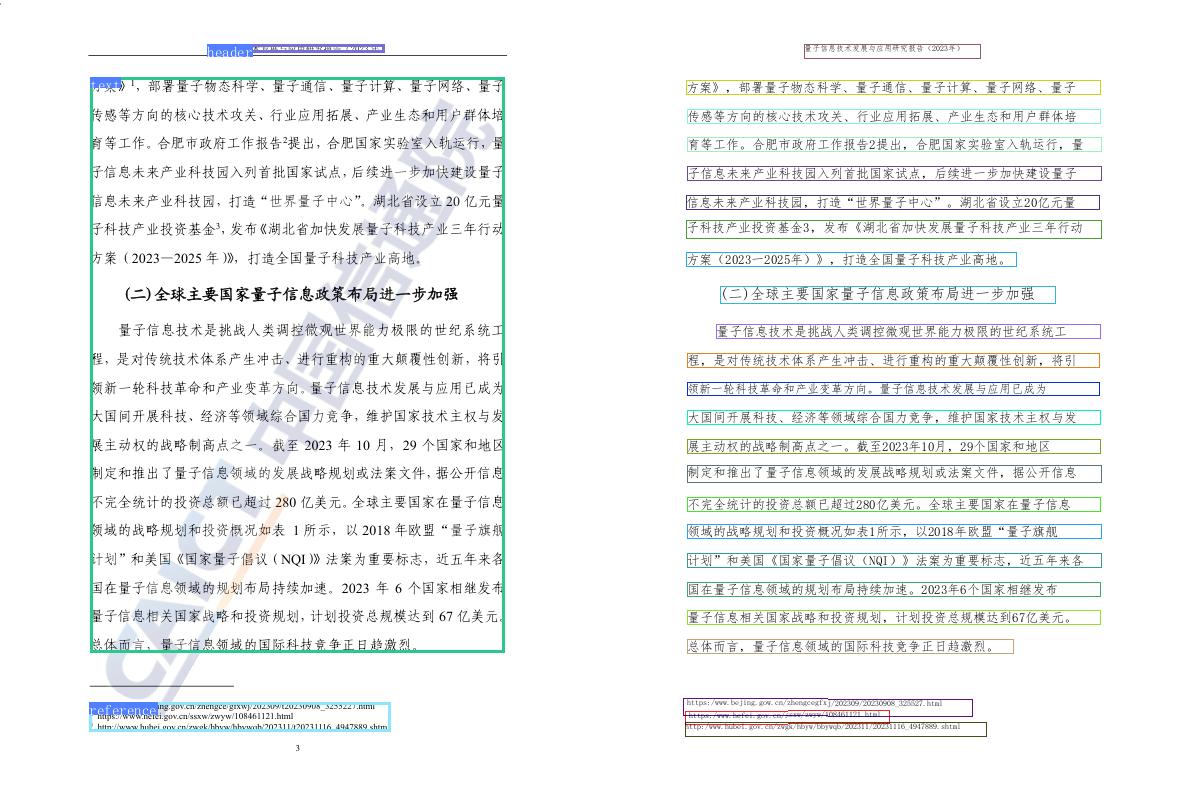 header
text
方案》1，部署量子物态科学、量子通信、量子计算、量子网络、量子
传感等方向的核心技术攻关、行业应用拓展、产业生态和用户群体培
育等工作。合肥市政府工作报告2提出，合肥国家实验室入轨运行，量
子信息未来产业科技园入列首批国家试点，后续进一步加快建设量子
信息未来产业科技园，打造“世界量子中心”。湖北省设立 20 亿元量
子科技产业投资基金3，发布《湖北省加快发展量子科技产业三年行动
方案（2023—2025 年）》，打造全国量子科技产业高地。
(二)全球主要国家量子信息政策布局进一步加强
量子信息技术是挑战人类调控微观世界能力极限的世纪系统工
程，是对传统技术体系产生冲击、进行重构的重大颠覆性创新，将引
领新一轮科技革命和产业变革方向。量子信息技术发展与应用已成为
大国间开展科技、经济等领域综合国力竞争，维护国家技术主权与发
展主动权的战略制高点之一。截至 2023 年 10 月，29 个国家和地区
制定和推出了量子信息领域的发展战略规划或法案文件，据公开信息
不完全统计的投资总额已超过 280 亿美元。全球主要国家在量子信息
领域的战略规划和投资概况如表 1 所示，以 2018 年欧盟“量子旗舰
计划”和美国《国家量子倡议（NQI）》法案为重要标志，近五年来各
国在量子信息领域的规划布局持续加速。2023 年 6 个国家相继发布
量子信息相关国家战略和投资规划，计划投资总规模达到 67 亿美元。
总体而言，量子信息领域的国际科技竞争正日趋激烈。
CAICT 中国信通院
reference
ing.gov.cn/zhengce/gfxwj/202309/t20230908_3255227.html
https://www.hefei.gov.cn/ssxw/zwyw/108461121.html
http://www.hubei.gov.cn/zwgk/hbyw/hbywqb/202311/t20231116_4947889.shtml
3
量子信息技术发展与应用研究报告（2023年）
方案》，部署量子物态科学、量子通信、量子计算、量子网络、量子
传感等方向的核心技术攻关、行业应用拓展、产业生态和用户群体培
育等工作。合肥市政府工作报告2提出，合肥国家实验室入轨运行，量
子信息未来产业科技园入列首批国家试点，后续进一步加快建设量子
信息未来产业科技园，打造“世界量子中心”。湖北省设立20亿元量
子科技产业投资基金3，发布《湖北省加快发展量子科技产业三年行动
方案（2023一2025年）》，打造全国量子科技产业高地。
(二)全球主要国家量子信息政策布局进一步加强
量子信息技术是挑战人类调控微观世界能力极限的世纪系统工
程，是对传统技术体系产生冲击、进行重构的重大颠覆性创新，将引
领新一轮科技革命和产业变革方向。量子信息技术发展与应用已成为
大国间开展科技、经济等领域综合国力竞争，维护国家技术主权与发
展主动权的战略制高点之一。截至2023年10月，29个国家和地区
制定和推出了量子信息领域的发展战略规划或法案文件，据公开信息
不完全统计的投资总额已超过280亿美元。全球主要国家在量子信息
领域的战略规划和投资概况如表1所示，以2018年欧盟“量子旗舰
计划”和美国《国家量子倡议（NQI）》法案为重要标志，近五年来各
国在量子信息领域的规划布局持续加速。2023年6个国家相继发布
量子信息相关国家战略和投资规划，计划投资总规模达到67亿美元。
总体而言，量子信息领域的国际科技竞争正日趋激烈。
https:/www.bejing.gov.cn/zhengcegfxj/202309/20230908_325527.html
https:/www.hefei.gov.cn/ssxw/zwyw/108461121.html
http:/www.hubei.gov.cn/zwgk/hbyw/hbywqb/202311/20231116_4947889.shtml